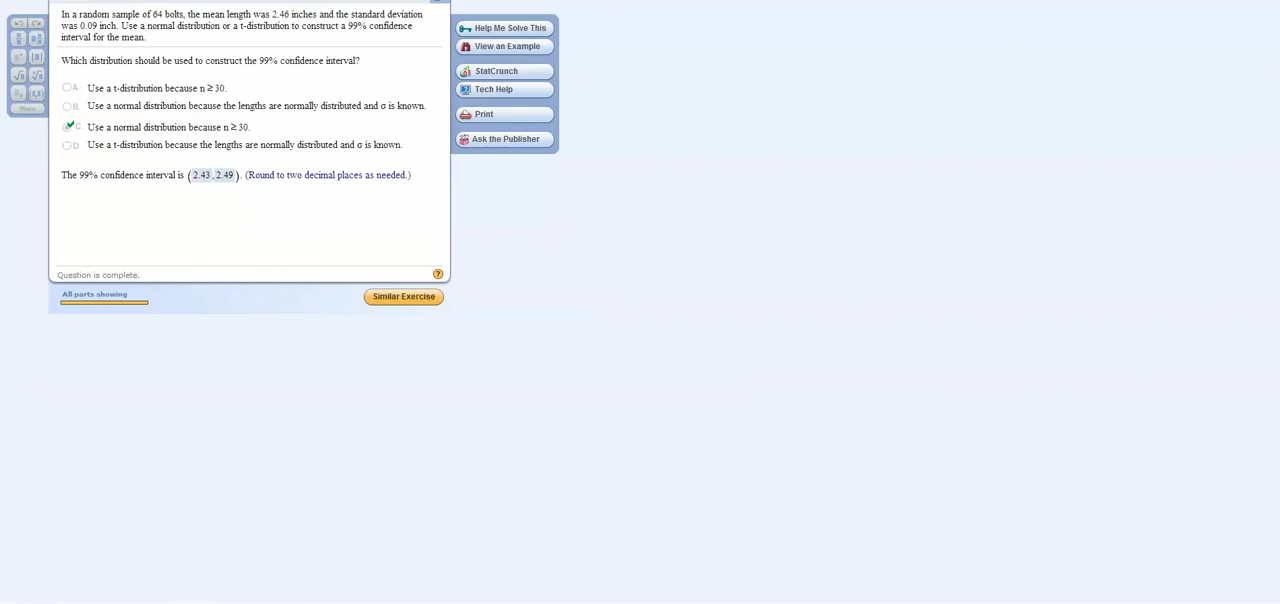 In a random sample of 64 bolts, the mean length was 2.46 inches and the standard deviation
was 0.09 inch. Use a normal distribution or a t-distribution to construct a 99% confidence
interval for the mean.
Which distribution should be used to construct the 99% confidence interval?
A. Use a t-distribution because n ≥ 30.
B. Use a normal distribution because the lengths are normally distributed and σ is known.
C. Use a normal distribution because n ≥ 30.
D. Use a t-distribution because the lengths are normally distributed and σ is known.
The 99% confidence interval is (2.43, 2.49). (Round to two decimal places as needed.)
Question is complete.
?
All parts showing
Similar Exercise
Help Me Solve This
View an Example
StatCrunch
Tech Help
Print
Ask the Publisher